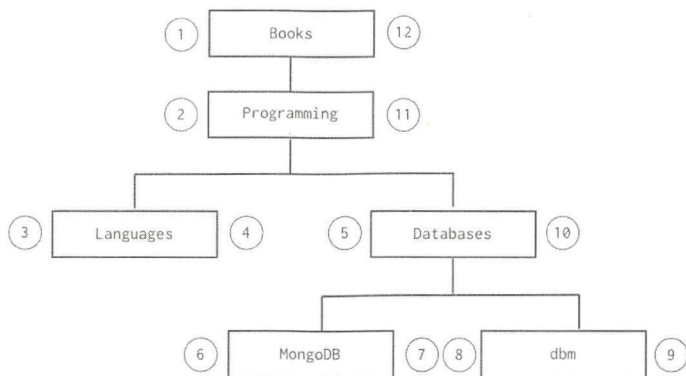 1 Books 12
2 Programming 11
3 Languages 4 5 Databases 10
6 MongoDB 7 8 dbm 9